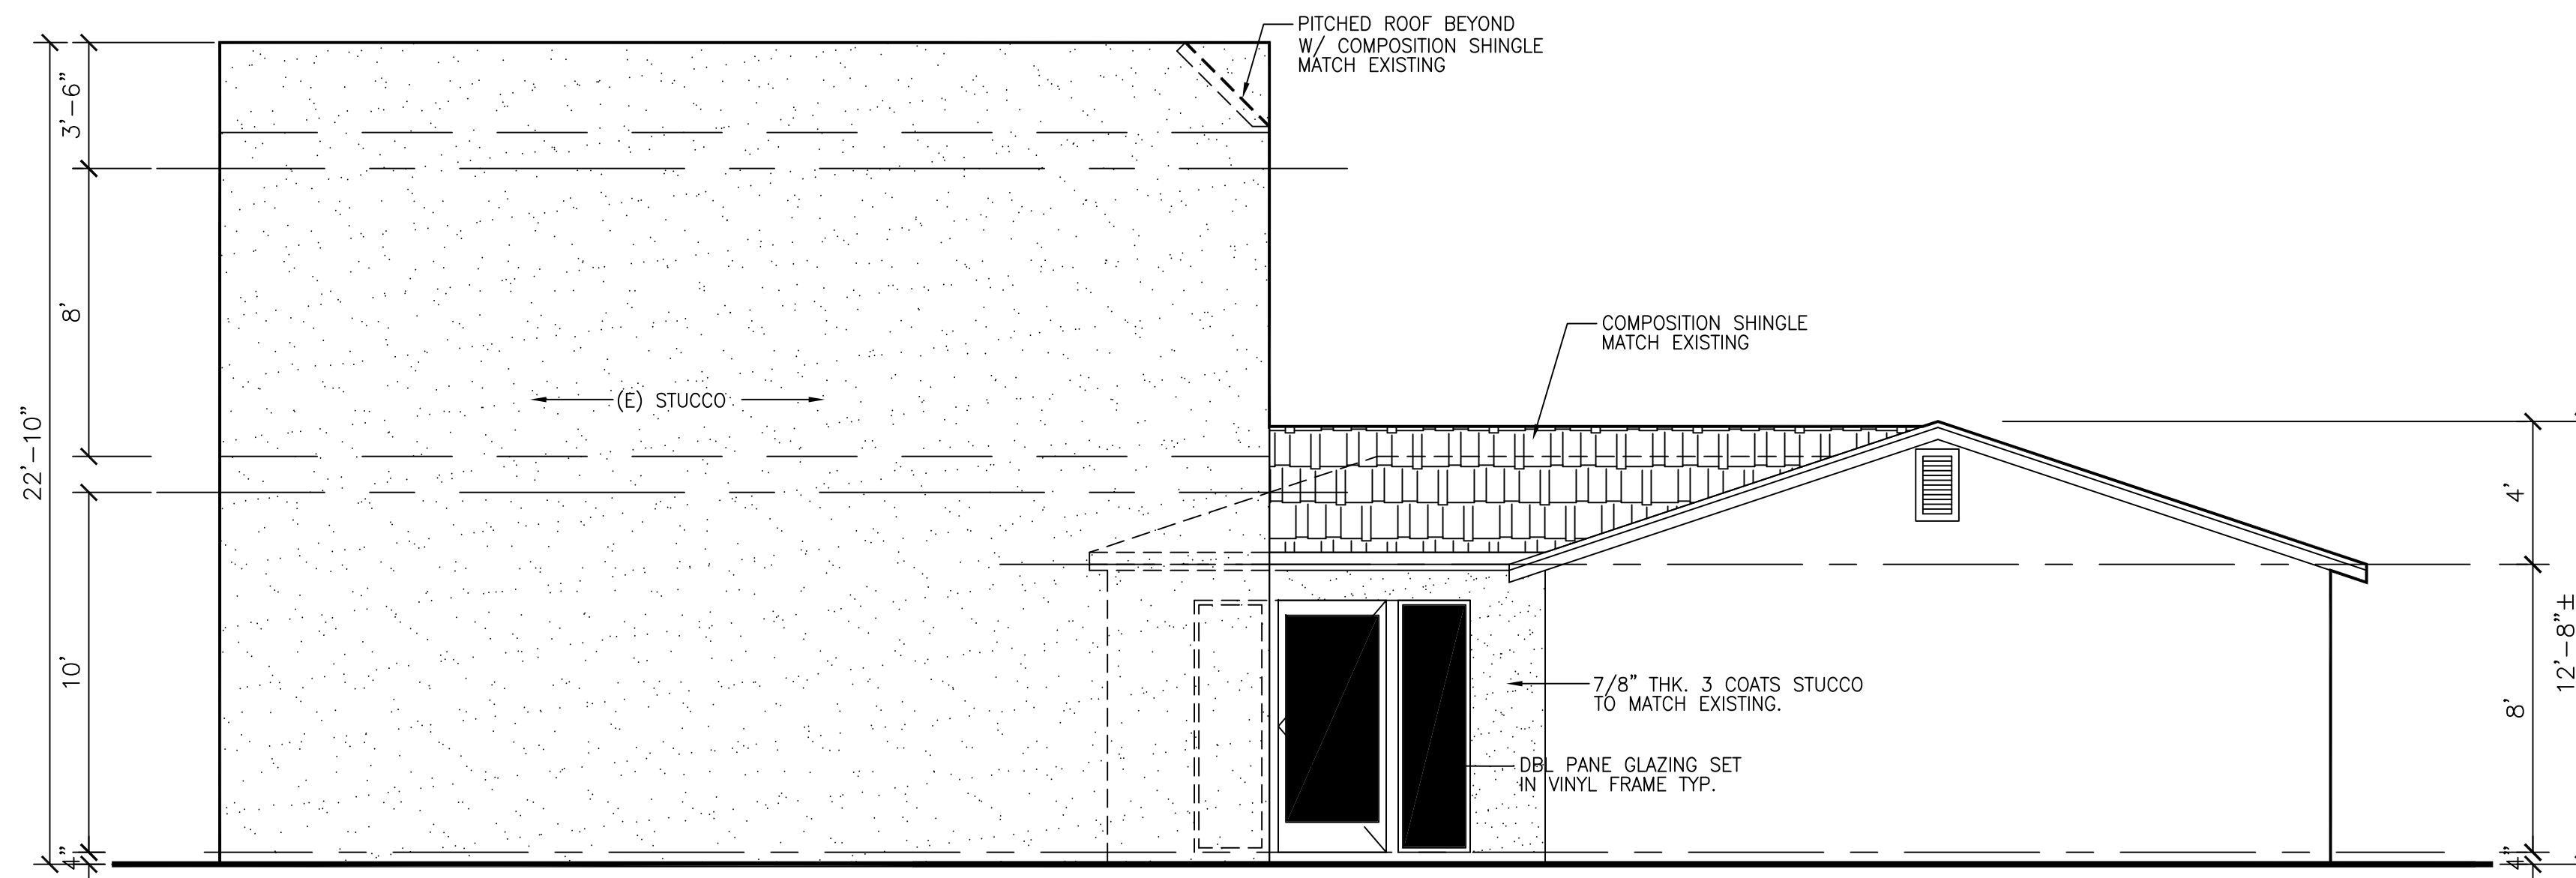 PITCHED ROOF BEYOND
W/ COMPOSITION SHINGLE
MATCH EXISTING
3'-6"
8'
22'-10"
10'
4"
(E) STUCCO
COMPOSITION SHINGLE
MATCH EXISTING
7/8" THK. 3 COATS STUCCO
TO MATCH EXISTING.
DBL PANE GLAZING SET
IN VINYL FRAME TYP.
4'
8'
12'-8"±
4"